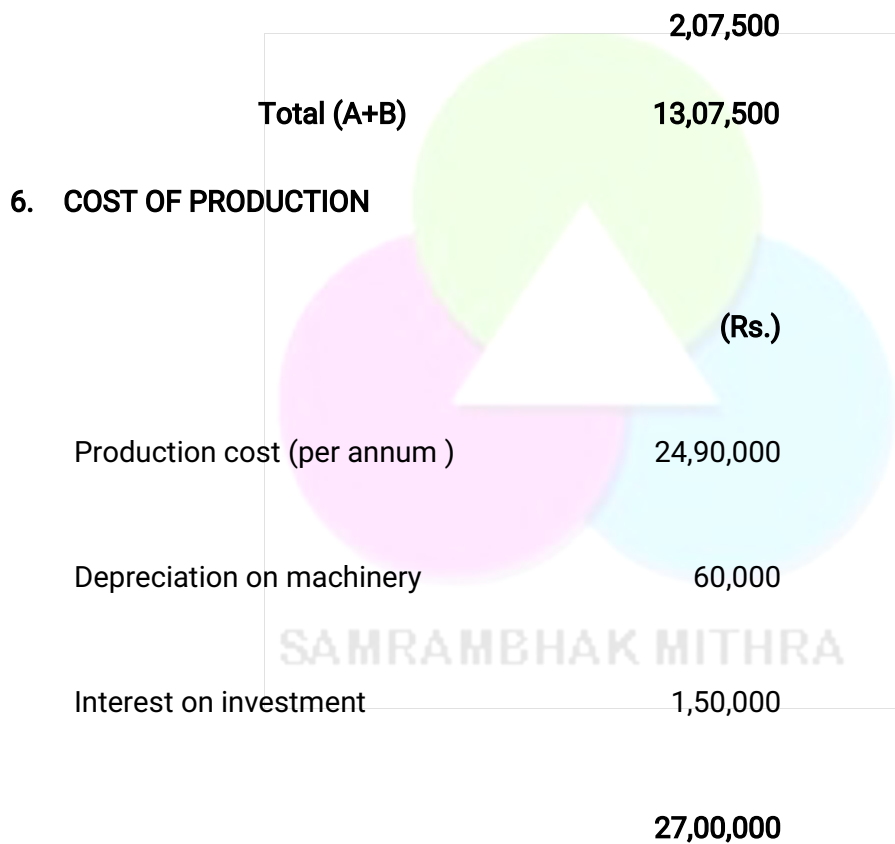 2,07,500
Total (A+B) 13,07,500
6. COST OF PRODUCTION
(Rs.)
Production cost (per annum ) 24,90,000
Depreciation on machinery 60,000
SAMRAMBHAK MITHRA
Interest on investment 1,50,000
27,00,000